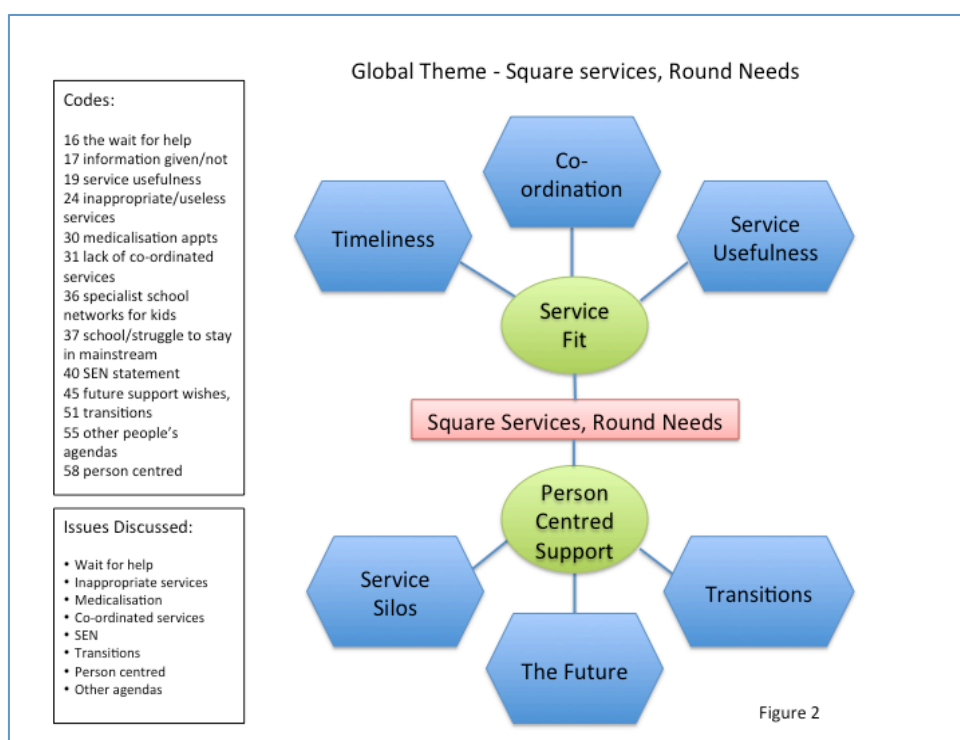 Global Theme - Square services, Round Needs
Codes:
16 the wait for help
17 information given/not
19 service usefulness
24 inappropriate/useless
services
30 medicalisation appts
31 lack of co-ordinated
services
36 specialist school
networks for kids
37 school/struggle to stay
in mainstream
40 SEN statement
45 future support wishes,
51 transitions
55 other people's
agendas
58 person centred
Issues Discussed:
• Wait for help
• Inappropriate services
• Medicalisation
• Co-ordinated services
• SEN
• Transitions
• Person centred
• Other agendas
Timeliness
Co-
ordination
Service
Usefulness
Service
Fit
Square Services, Round Needs
Person
Centred
Support
Service
Silos
The Future
Transitions
Figure 2